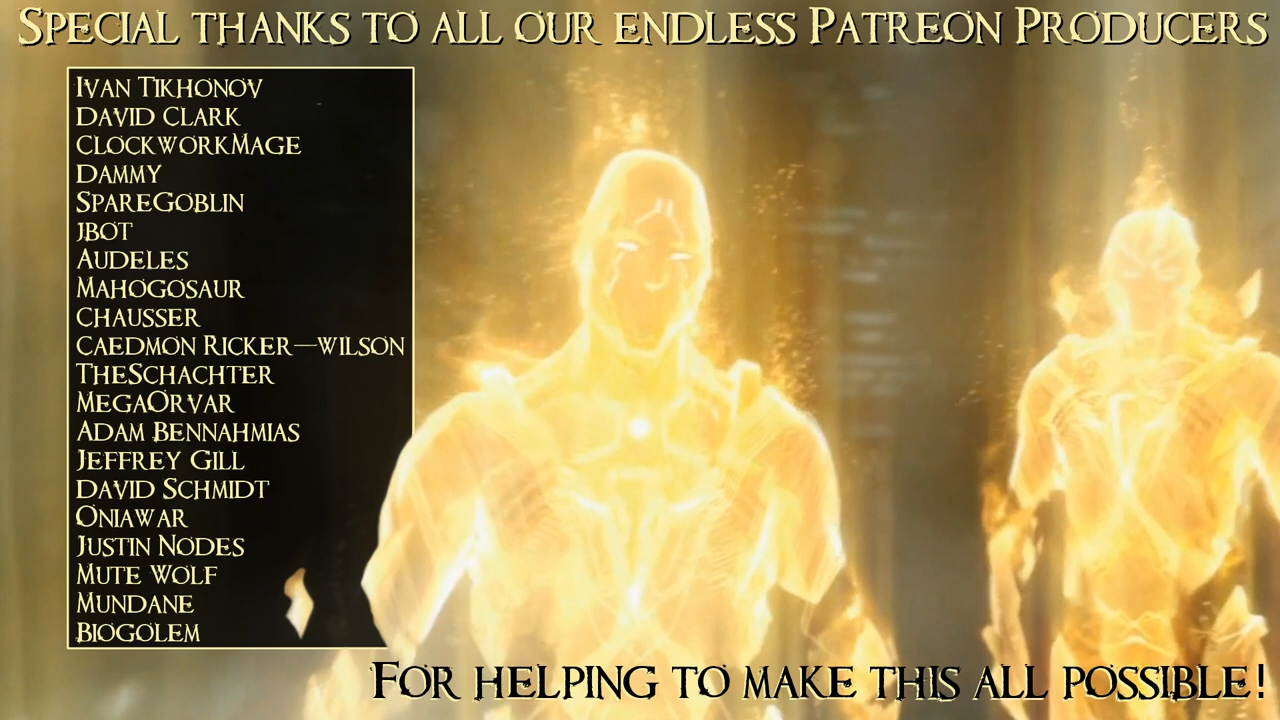 Special thanks to all our endless Patreon Producers
Ivan Tikhonov
David Clark
ClockworkMage
Dammy
SpareGoblin
jbot
Audeles
Mahogosaur
Chausser
Caedmon Ricker-wilson
TheSchachter
MegaOrvar
Adam Bennahmias
Jeffrey Gill
David Schmidt
Oniawar
Justin Nodes
Mute Wolf
Mundane
Biogolem
For helping to make this all possible!